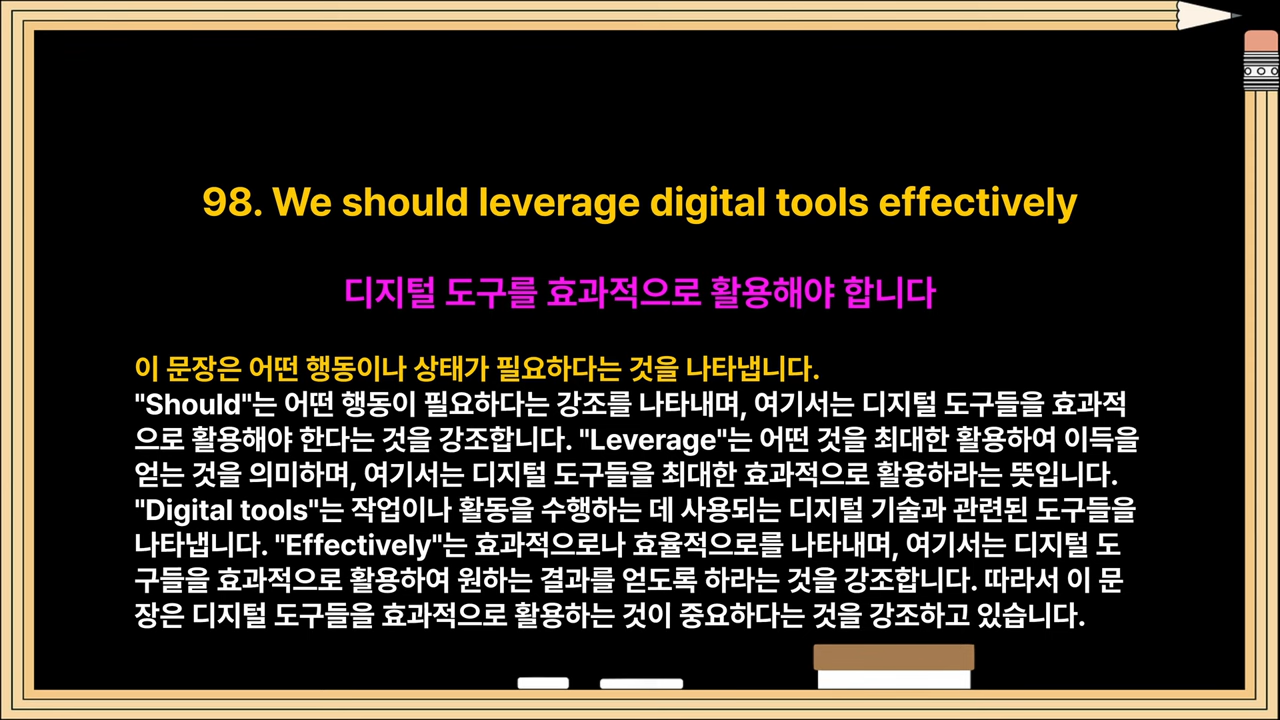 98. We should leverage digital tools effectively
디지털 도구를 효과적으로 활용해야 합니다
이 문장은 어떤 행동이나 상태가 필요하다는 것을 나타냅니다.
"Should"는 어떤 행동이 필요하다는 강조를 나타내며, 여기서는 디지털 도구들을 효과적
으로 활용해야 한다는 것을 강조합니다. "Leverage"는 어떤 것을 최대한 활용하여 이득을
얻는 것을 의미하며, 여기서는 디지털 도구들을 최대한 효과적으로 활용하라는 뜻입니다.
"Digital tools"는 작업이나 활동을 수행하는 데 사용되는 디지털 기술과 관련된 도구들을
나타냅니다. "Effectively"는 효과적으로나 효율적으로를 나타내며, 여기서는 디지털 도
구들을 효과적으로 활용하여 원하는 결과를 얻도록 하라는 것을 강조합니다. 따라서 이 문
장은 디지털 도구들을 효과적으로 활용하는 것이 중요하다는 것을 강조하고 있습니다.